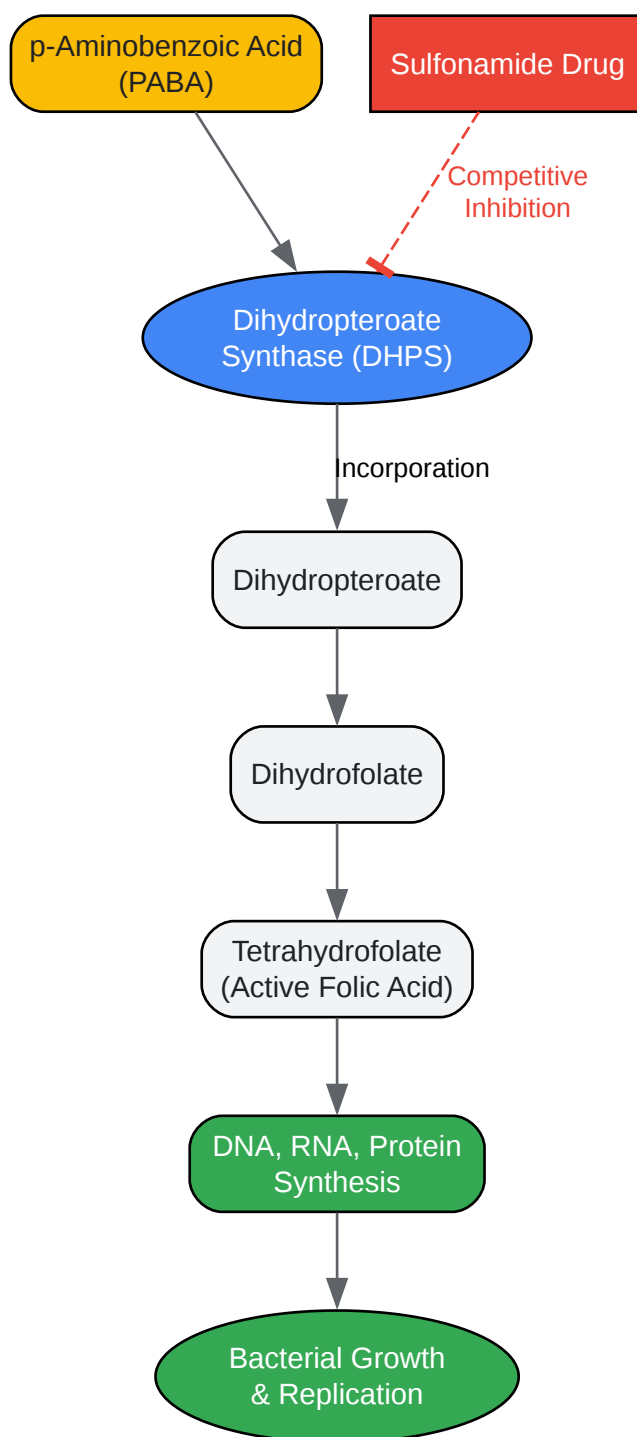 p-Aminobenzoic Acid
(PABA)
Sulfonamide Drug
Competitive
Inhibition
Dihydropteroate
Synthase (DHPS)
Incorporation
Dihydropteroate
Dihydrofolate
Tetrahydrofolate
(Active Folic Acid)
DNA, RNA, Protein
Synthesis
Bacterial Growth
& Replication